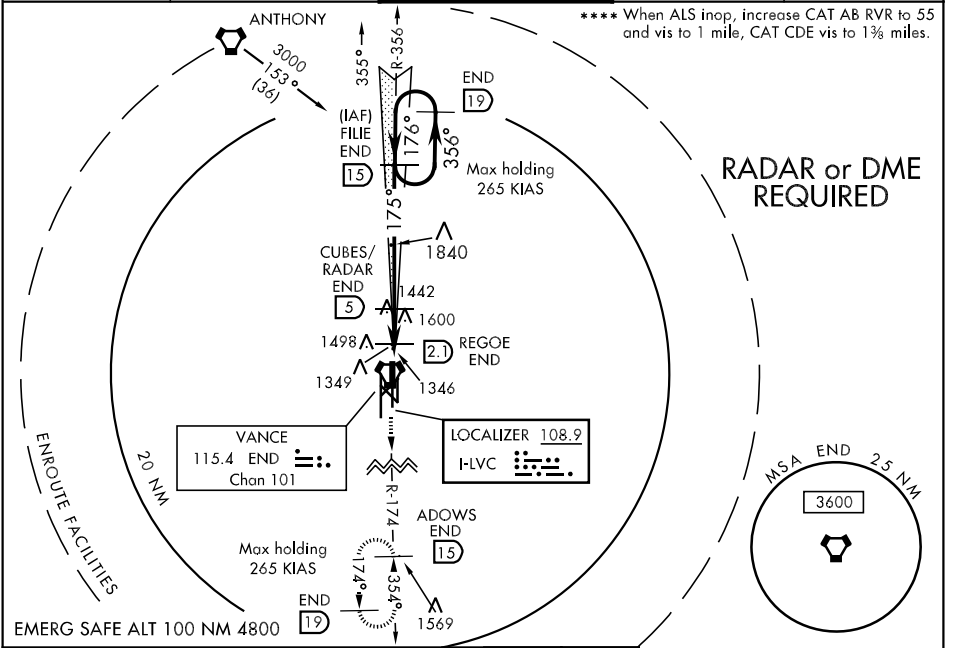 **** When ALS inop, increase CAT AB RVR to 55
and vis to 1 mile, CAT CDE vis to 1⅜ miles.
ANTHONY
3000
153°
(36)
355°
R-356
END
19
(IAF)
FILIE
END
15
176°
356°
Max holding
265 KIAS
RADAR or DME
REQUIRED
175°
1840
CUBES/
RADAR
END
5
1442
1600
1498
2.1
REGOE
END
1349
1346
VANCE
115.4 END
Chan 101
LOCALIZER 108.9
I-LVC
ENROUTE FACILITIES
20 NM
R-174
ADOWS
END
15
Max holding
265 KIAS
174°
354°
END
19
1569
EMERG SAFE ALT 100 NM 4800
MSA END 25 NM
3600